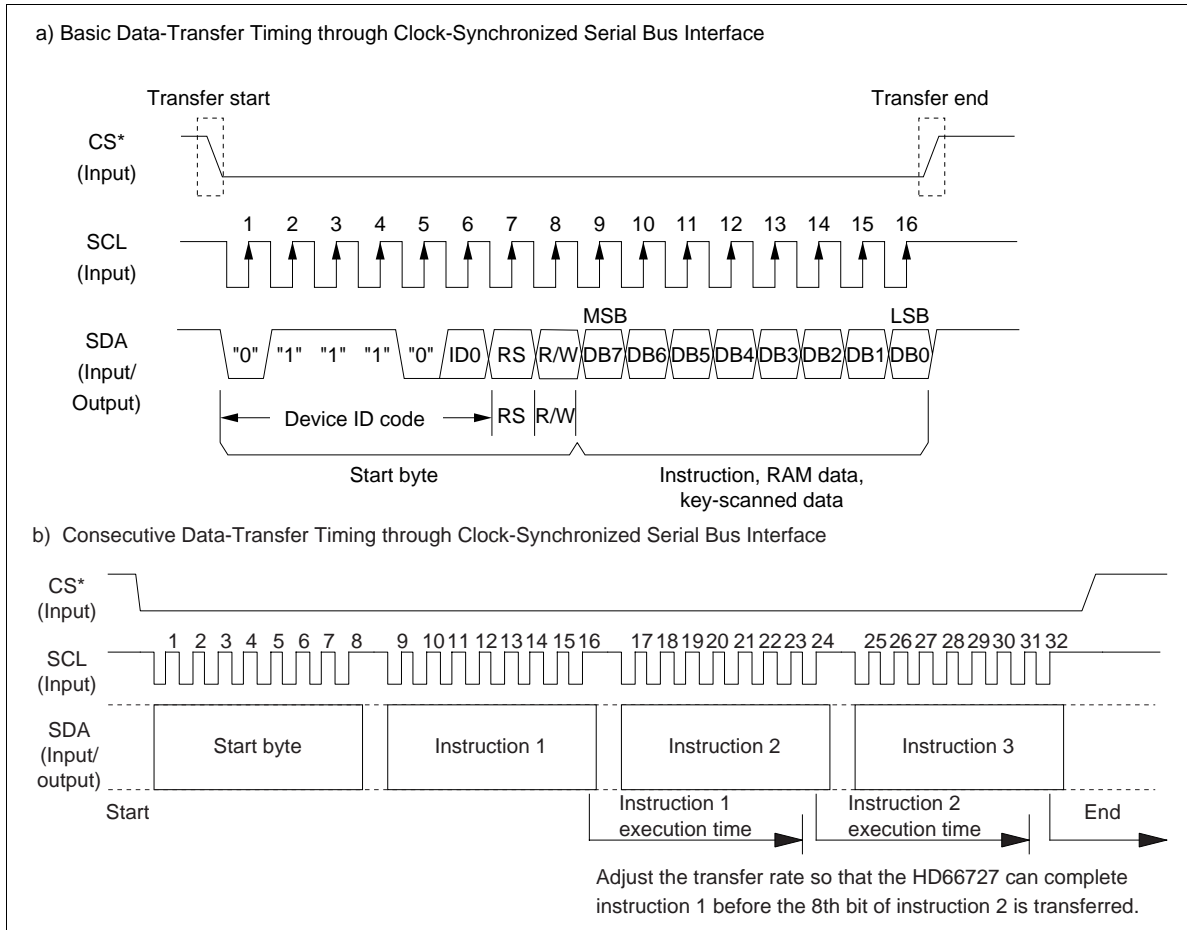 a) Basic Data-Transfer Timing through Clock-Synchronized Serial Bus Interface
Transfer start
Transfer end
CS*
(Input)
1 2 3 4 5 6 7 8 9 10 11 12 13 14 15 16
SCL
(Input)
MSB
LSB
SDA
(Input/
Output)
"0" "1" "1" "1" "0" ID0 RS R/W DB7 DB6 DB5 DB4 DB3 DB2 DB1 DB0
Device ID code RS R/W
Start byte
Instruction, RAM data,
key-scanned data
b) Consecutive Data-Transfer Timing through Clock-Synchronized Serial Bus Interface
CS*
(Input)
1 2 3 4 5 6 7 8 9 10 11 12 13 14 15 16 17 18 19 20 21 22 23 24 25 26 27 28 29 30 31 32
SCL
(Input)
SDA
(Input/
output)
Start byte
Instruction 1
Instruction 2
Instruction 3
Start
Instruction 1
execution time
Instruction 2
execution time
End
Adjust the transfer rate so that the HD66727 can complete
instruction 1 before the 8th bit of instruction 2 is transferred.